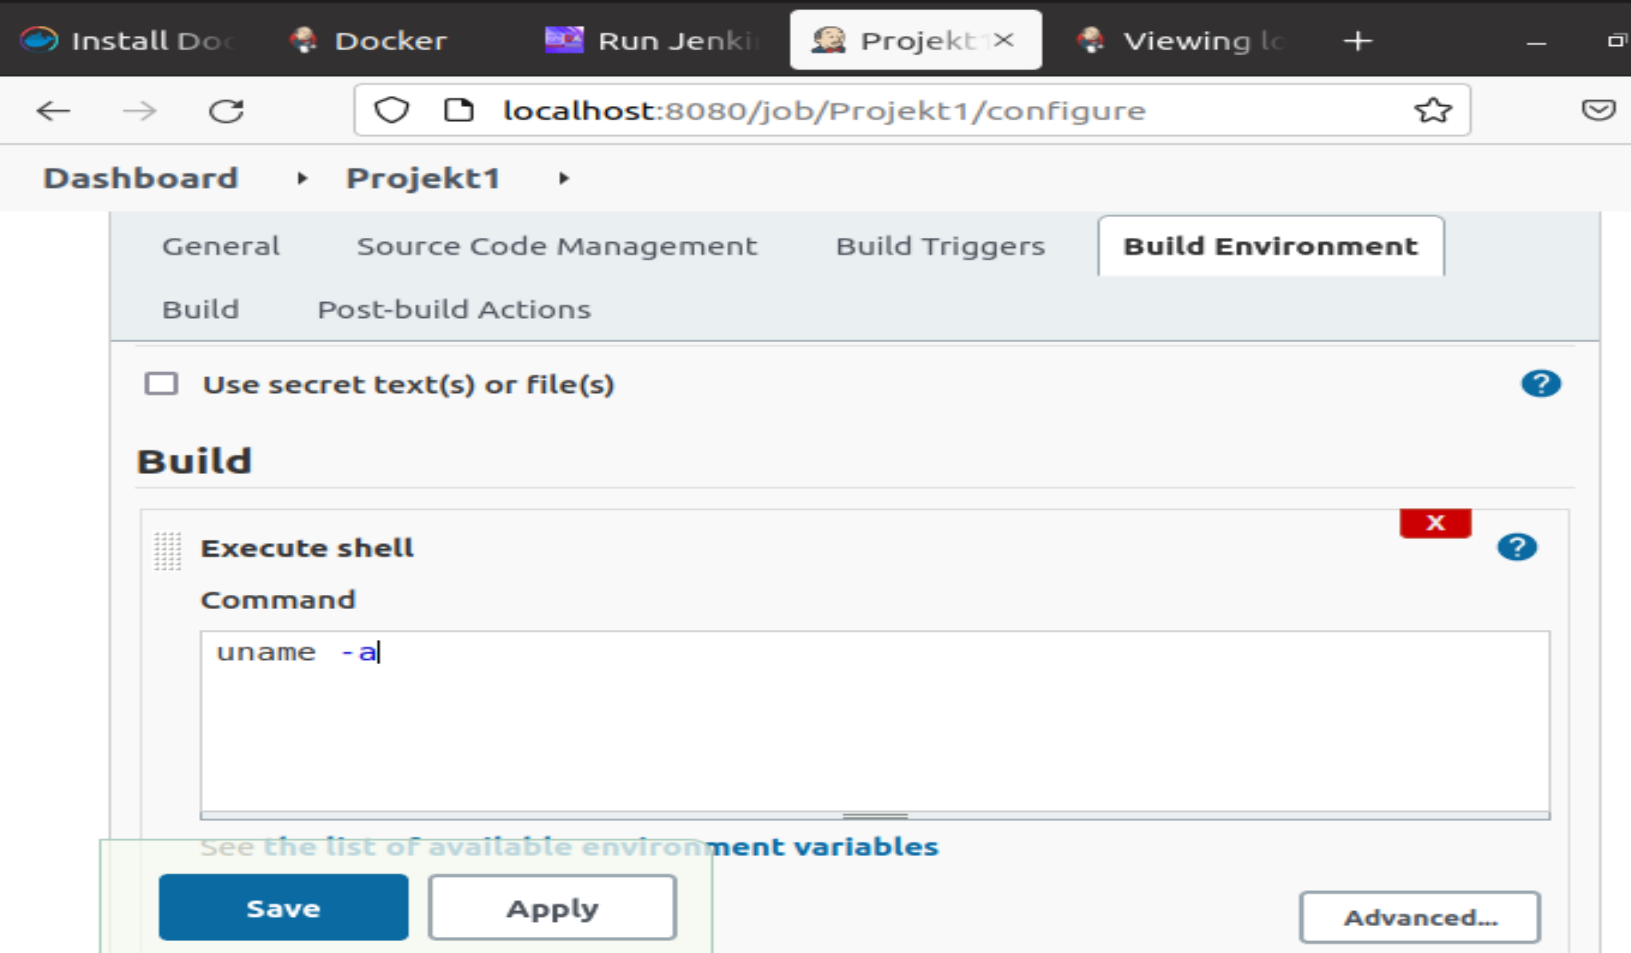 Install Doc Docker Run Jenki Projekt1 Viewing lo
localhost:8080/job/Projekt1/configure
Dashboard Projekt1
General Source Code Management Build Triggers Build Environment
Build Post-build Actions
Use secret text(s) or file(s) ?
Build
X
Execute shell ?
Command
uname -a
See the list of available environment variables
Save Apply Advanced...